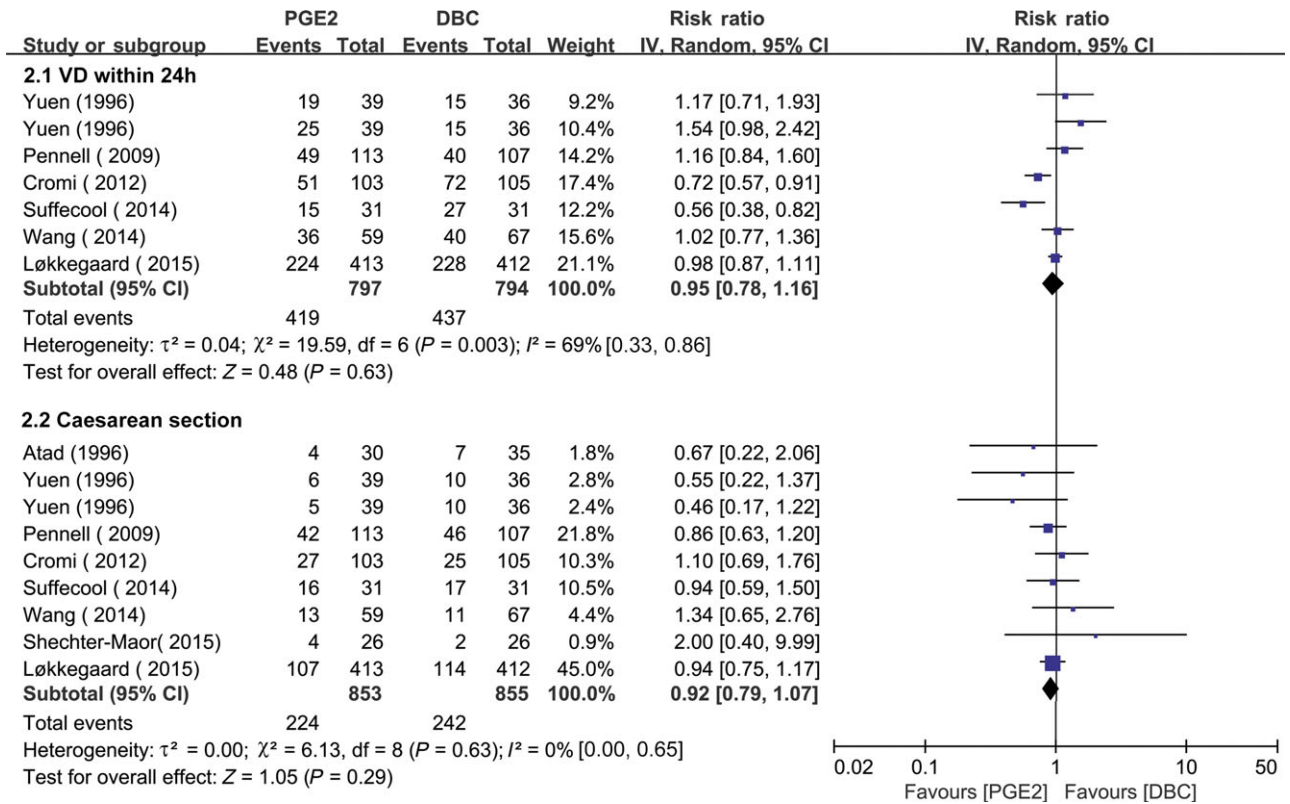 PGE2 DBC Risk ratio Risk ratio
Study or subgroup Events Total Events Total Weight IV, Random, 95% CI IV, Random, 95% CI
2.1 VD within 24h
Yuen (1996) 19 39 15 36 9.2% 1.17 [0.71, 1.93]
Yuen (1996) 25 39 15 36 10.4% 1.54 [0.98, 2.42]
Pennell ( 2009) 49 113 40 107 14.2% 1.16 [0.84, 1.60]
Cromi ( 2012) 51 103 72 105 17.4% 0.72 [0.57, 0.91]
Suffecool ( 2014) 15 31 27 31 12.2% 0.56 [0.38, 0.82]
Wang ( 2014) 36 59 40 67 15.6% 1.02 [0.77, 1.36]
Løkkegaard ( 2015) 224 413 228 412 21.1% 0.98 [0.87, 1.11]
Subtotal (95% CI) 797 794 100.0% 0.95 [0.78, 1.16]
Total events 419 437
Heterogeneity: τ² = 0.04; χ² = 19.59, df = 6 (P = 0.003); I² = 69% [0.33, 0.86]
Test for overall effect: Z = 0.48 (P = 0.63)
2.2 Caesarean section
Atad (1996) 4 30 7 35 1.8% 0.67 [0.22, 2.06]
Yuen (1996) 6 39 10 36 2.8% 0.55 [0.22, 1.37]
Yuen (1996) 5 39 10 36 2.4% 0.46 [0.17, 1.22]
Pennell ( 2009) 42 113 46 107 21.8% 0.86 [0.63, 1.20]
Cromi ( 2012) 27 103 25 105 10.3% 1.10 [0.69, 1.76]
Suffecool ( 2014) 16 31 17 31 10.5% 0.94 [0.59, 1.50]
Wang ( 2014) 13 59 11 67 4.4% 1.34 [0.65, 2.76]
Shechter-Maor( 2015) 4 26 2 26 0.9% 2.00 [0.40, 9.99]
Løkkegaard ( 2015) 107 413 114 412 45.0% 0.94 [0.75, 1.17]
Subtotal (95% CI) 853 855 100.0% 0.92 [0.79, 1.07]
Total events 224 242
Heterogeneity: τ² = 0.00; χ² = 6.13, df = 8 (P = 0.63); I² = 0% [0.00, 0.65]
Test for overall effect: Z = 1.05 (P = 0.29)
0.02 0.1 1 10 50
Favours [PGE2] Favours [DBC]